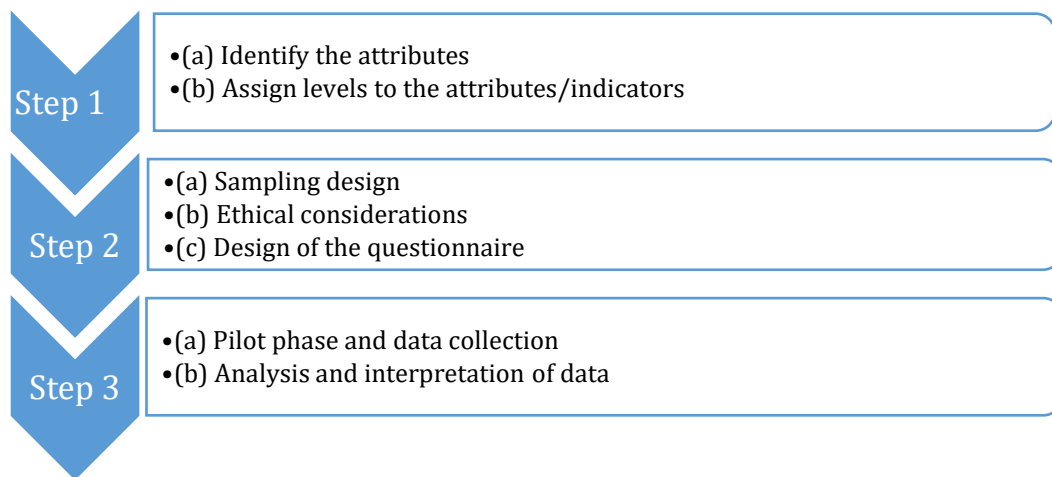 Step 1
•(a) Identify the attributes
•(b) Assign levels to the attributes/indicators
Step 2
•(a) Sampling design
•(b) Ethical considerations
•(c) Design of the questionnaire
Step 3
•(a) Pilot phase and data collection
•(b) Analysis and interpretation of data